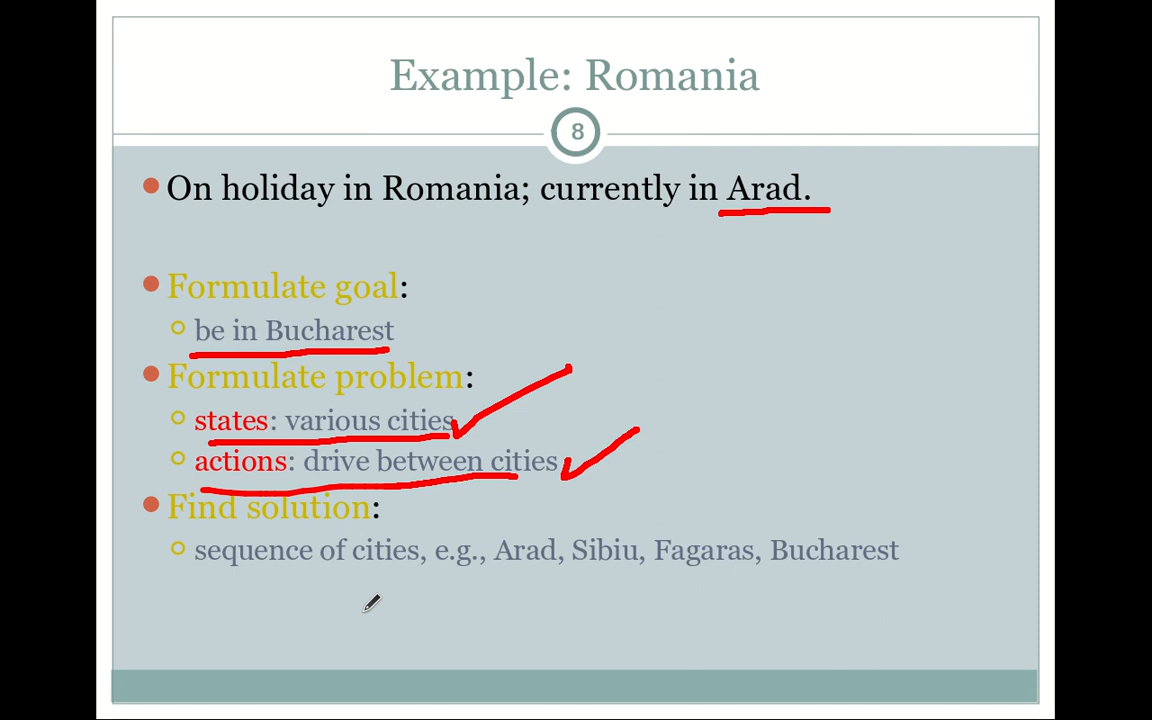 Example: Romania
8
On holiday in Romania; currently in Arad.
Formulate goal:
be in Bucharest
Formulate problem:
states: various cities
actions: drive between cities
Find solution:
sequence of cities, e.g., Arad, Sibiu, Fagaras, Bucharest